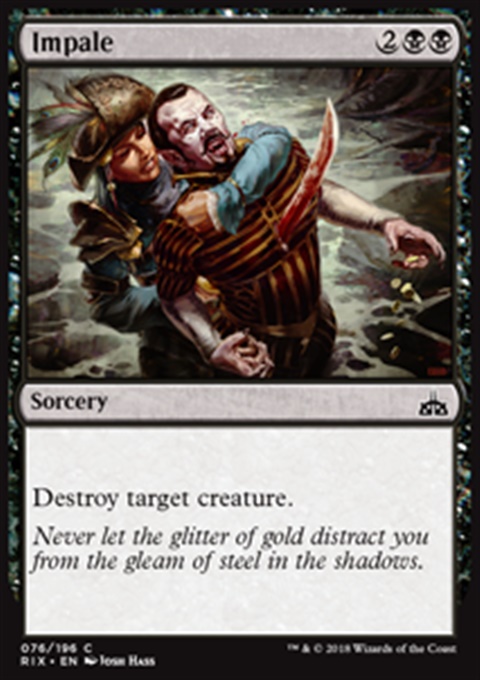 Impale 2
Sorcery
Destroy target creature.
Never let the glitter of gold distract you
from the gleam of steel in the shadows.
076/196 C
RIX • EN Josh Hass
™ & © 2018 Wizards of the Coast